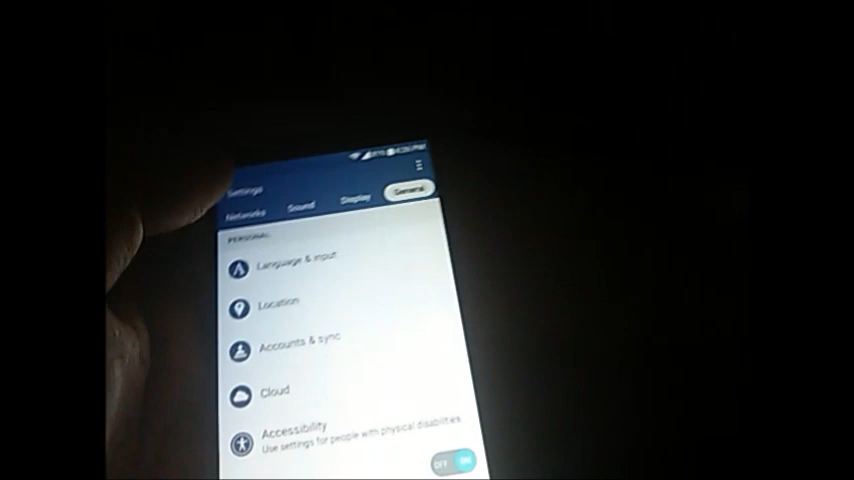 Settings
Networks Sound Display General
PERSONAL
Language & input
Location
Accounts & sync
Cloud
Accessibility
Use settings for people with physical disabilities
OFF ON